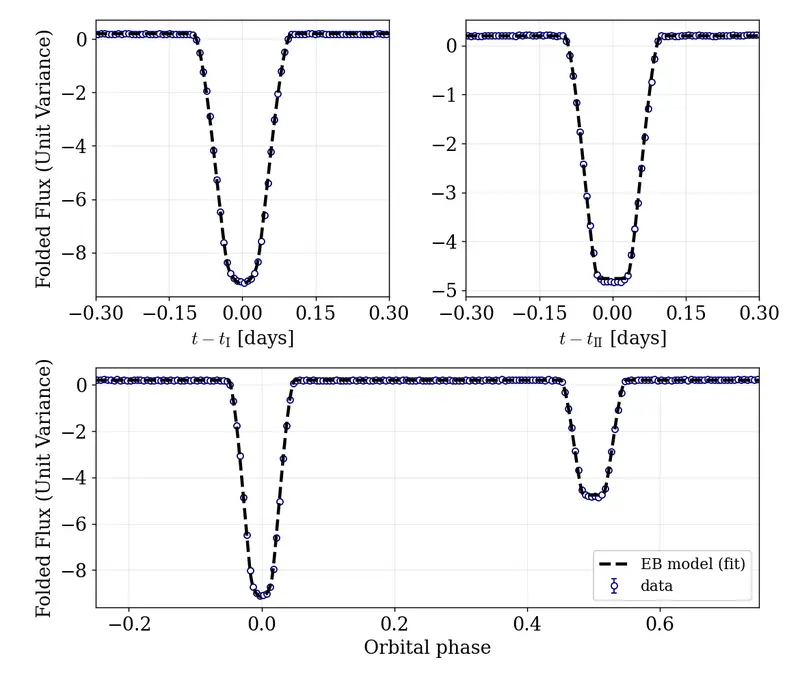 Folded Flux (Unit Variance)
0
−2
−4
−6
−8
−0.30 −0.15 0.00 0.15 0.30
t − tI [days]
0
−1
−2
−3
−4
−5
−0.30 −0.15 0.00 0.15 0.30
t − tII [days]
Folded Flux (Unit Variance)
0
−2
−4
−6
−8
−0.2 0.0 0.2 0.4 0.6
Orbital phase
EB model (fit)
data